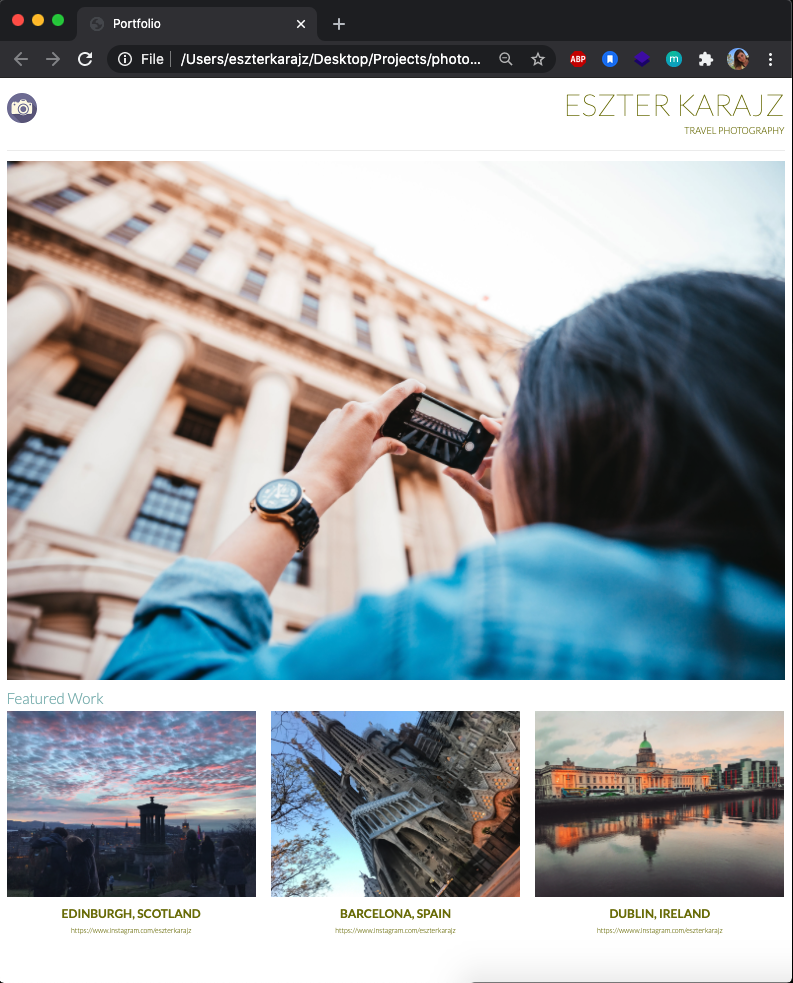 Portfolio
File /Users/eszterkarajz/Desktop/Projects/photo...
ABP
m
ESZTER KARAJZ
TRAVEL PHOTOGRAPHY
Featured Work
EDINBURGH, SCOTLAND
BARCELONA, SPAIN
DUBLIN, IRELAND
https://www.instagram.com/eszterkarajz
https://www.instagram.com/eszterkarajz
https://wwww.instagram.com/eszterkarajz